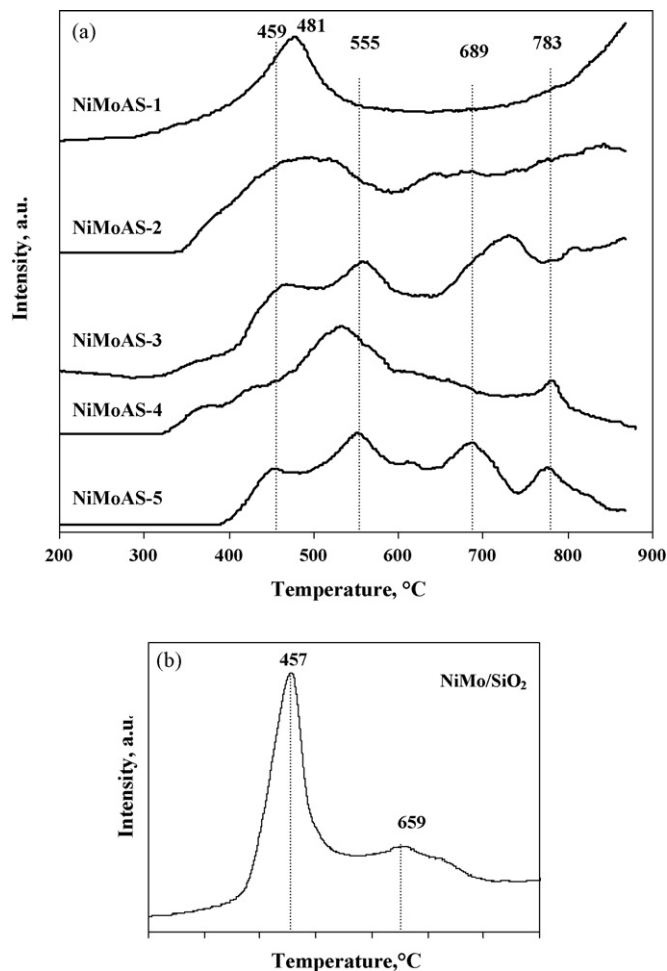 (a)
459
481
555
689
783
NiMoAS-1
NiMoAS-2
NiMoAS-3
NiMoAS-4
NiMoAS-5
Intensity, a.u.
200 300 400 500 600 700 800 900
Temperature, °C
(b)
457
NiMo/SiO₂
659
Intensity, a.u.
Temperature,°C